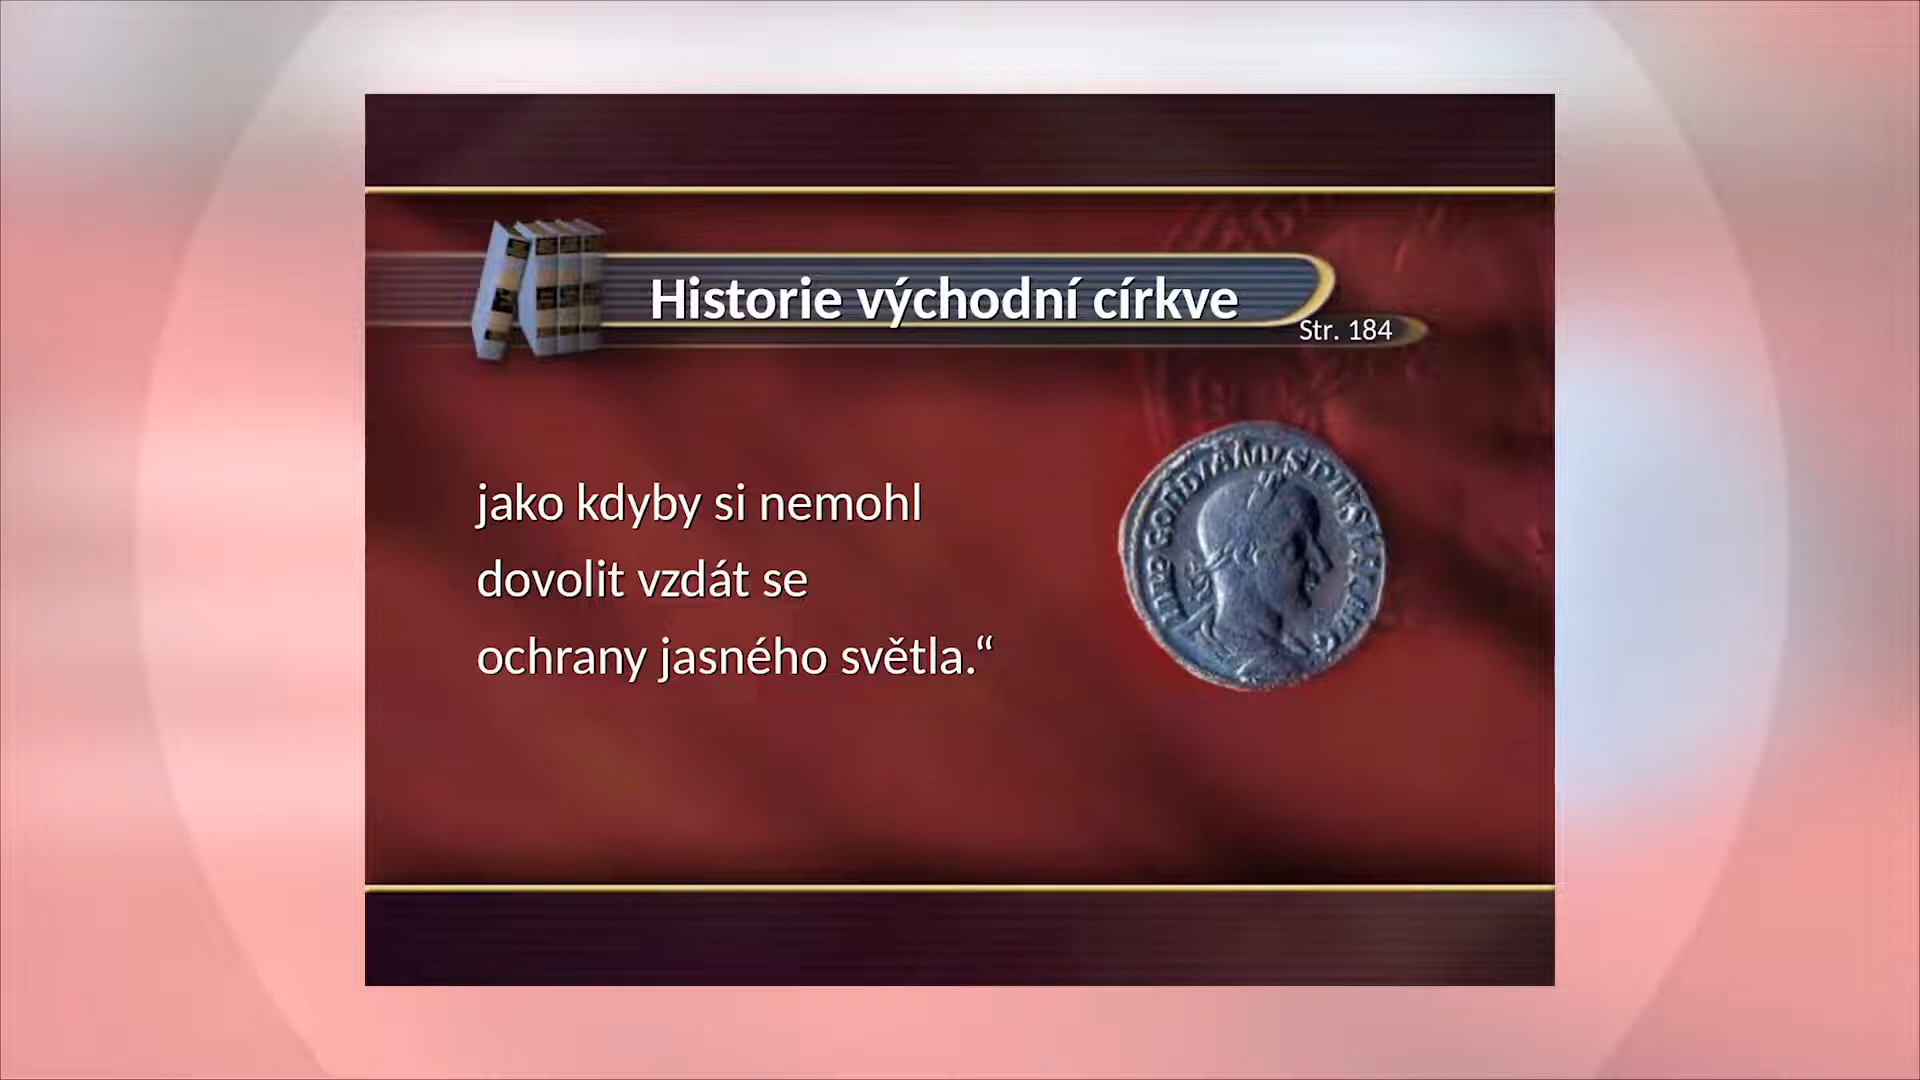 Historie východní církve
Str. 184
jako kdyby si nemohl
dovolit vzdát se
ochrany jasného světla.“